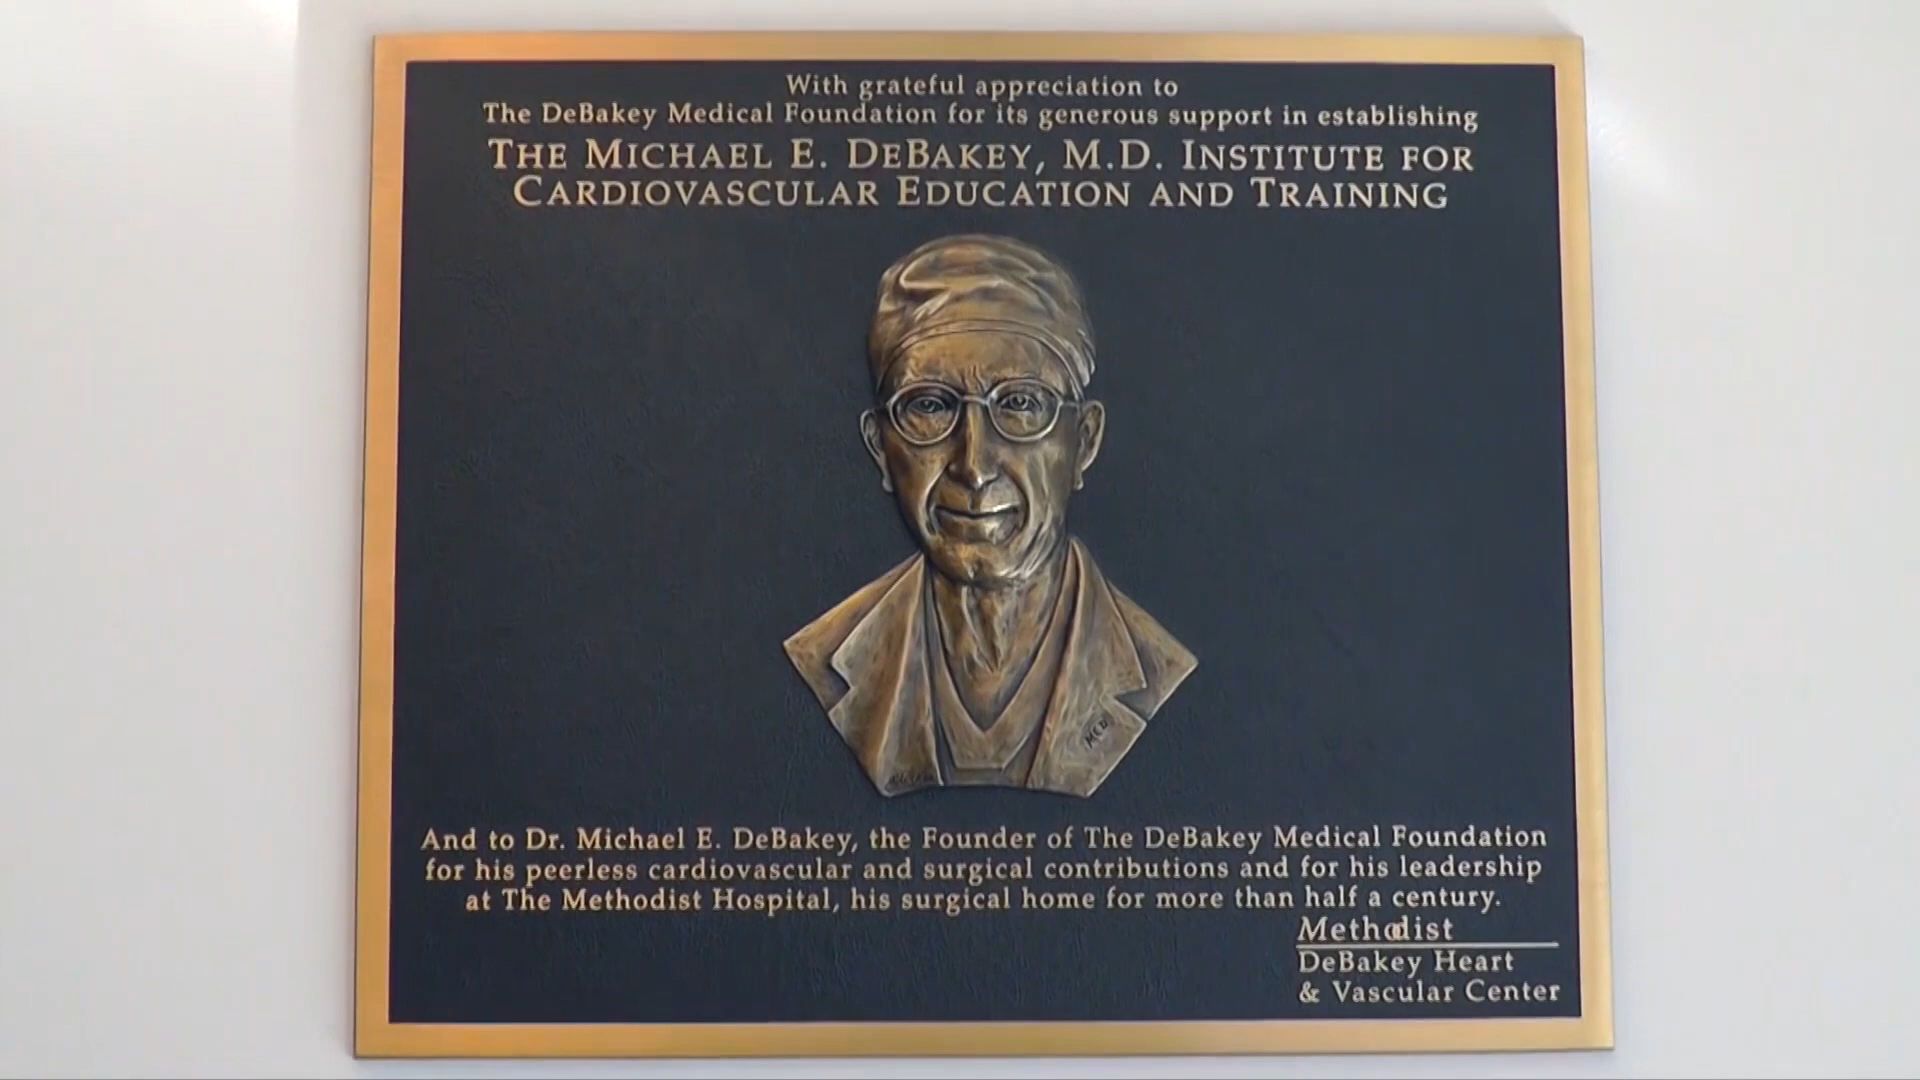 With grateful appreciation to
The DeBakey Medical Foundation for its generous support in establishing
THE MICHAEL E. DEBAKEY, M.D. INSTITUTE FOR
CARDIOVASCULAR EDUCATION AND TRAINING
MED
And to Dr. Michael E. DeBakey, the Founder of The DeBakey Medical Foundation
for his peerless cardiovascular and surgical contributions and for his leadership
at The Methodist Hospital, his surgical home for more than half a century.
Methodist
DeBakey Heart
& Vascular Center